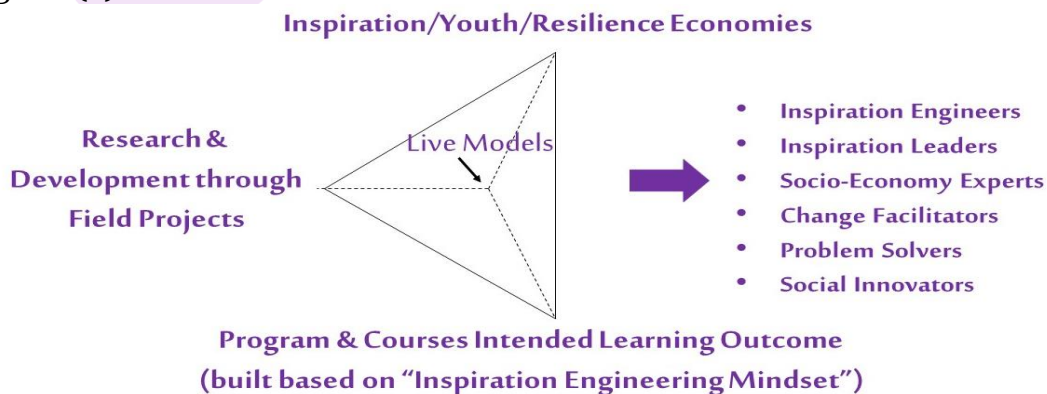 Inspiration/Youth/Resilience Economies
Research &
Development through
Field Projects
Live Models
• Inspiration Engineers
• Inspiration Leaders
• Socio-Economy Experts
• Change Facilitators
• Problem Solvers
• Social Innovators
Program & Courses Intended Learning Outcome
(built based on “Inspiration Engineering Mindset”)